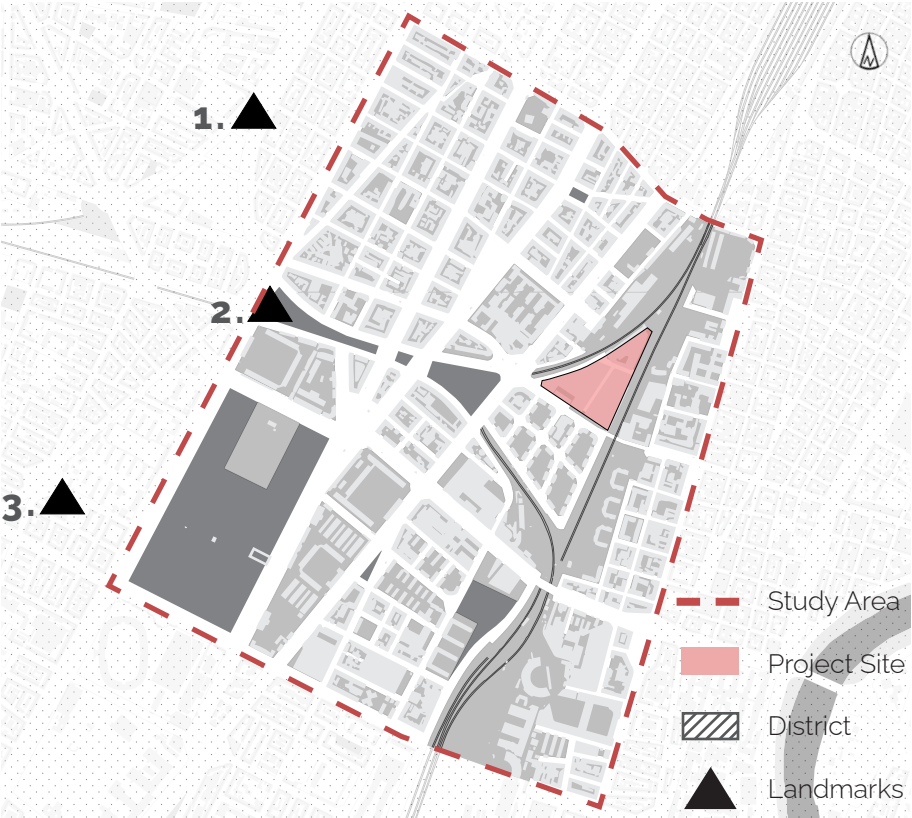 N
1.
2.
3.
Study Area
Project Site
District
Landmarks